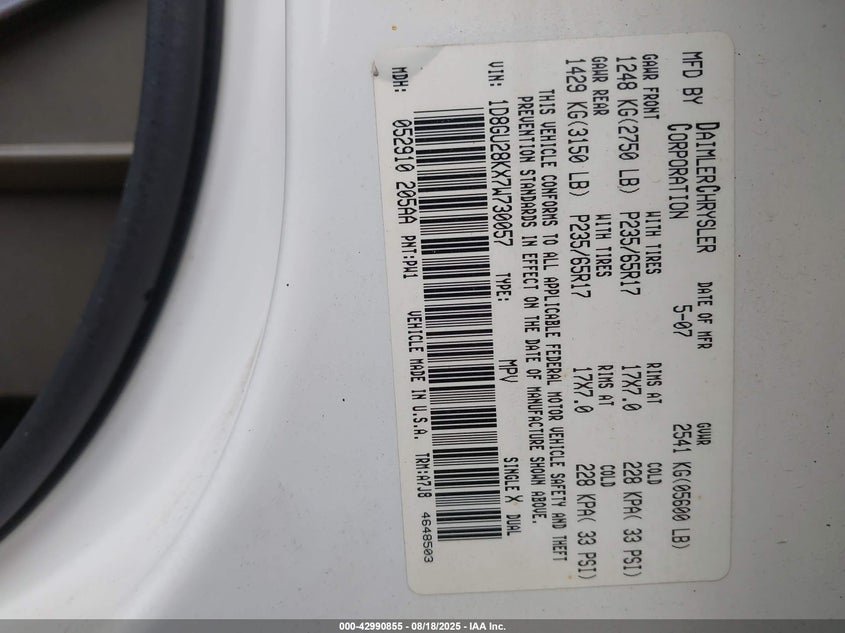 MFD BY DAIMLERCHRYSLER CORPORATION DATE OF MFR 5-07 GVWR 2541 KG(05600 LB)
GAWR FRONT WITH TIRES RIMS AT COLD
1248 KG(2750 LB) P235/65R17 17X7.0 228 KPA( 33 PSI)
GAWR REAR WITH TIRES RIMS AT COLD
1429 KG(3150 LB) P235/65R17 17X7.0 228 KPA( 33 PSI)
THIS VEHICLE CONFORMS TO ALL APPLICABLE FEDERAL MOTOR VEHICLE SAFETY AND THEFT
PREVENTION STANDARDS IN EFFECT ON THE DATE OF MANUFACTURE SHOWN ABOVE.
VIN: 1D8GU28KX7W730057 TYPE: MPV SINGLE X DUAL
MDH: 052910 205AA PNT:PW1 VEHICLE MADE IN U.S.A. TRM:A7J8 4648503
000-42990855 - 08/18/2025 - IAA Inc.